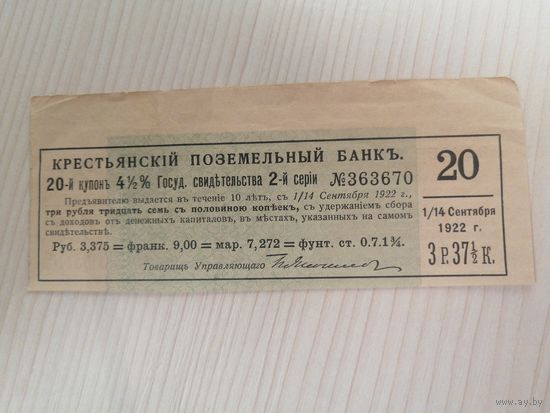 КРЕСТЬЯНСКІЙ ПОЗЕМЕЛЬНЫЙ БАНКЪ.
20-й купонъ 4½% Госуд. свидѣтельства 2-й серіи №363670
Предъявителю выдается въ теченіе 10 лѣтъ, съ 1/14 Сентября 1922 г.,
три рубля тридцать семь съ половиною копѣекъ, съ удержаніемъ сбора
съ доходовъ отъ денежныхъ капиталовъ, въ мѣстахъ, указанныхъ на самомъ
свидѣтельствѣ.
Руб. 3,375 = франк. 9,00 = мар. 7,272 = фунт. ст. 0.7.1¾.
Товарищъ Управляющаго
20
1/14 Сентября
1922 г.
3 Р. 37½ К.
www.ay.by